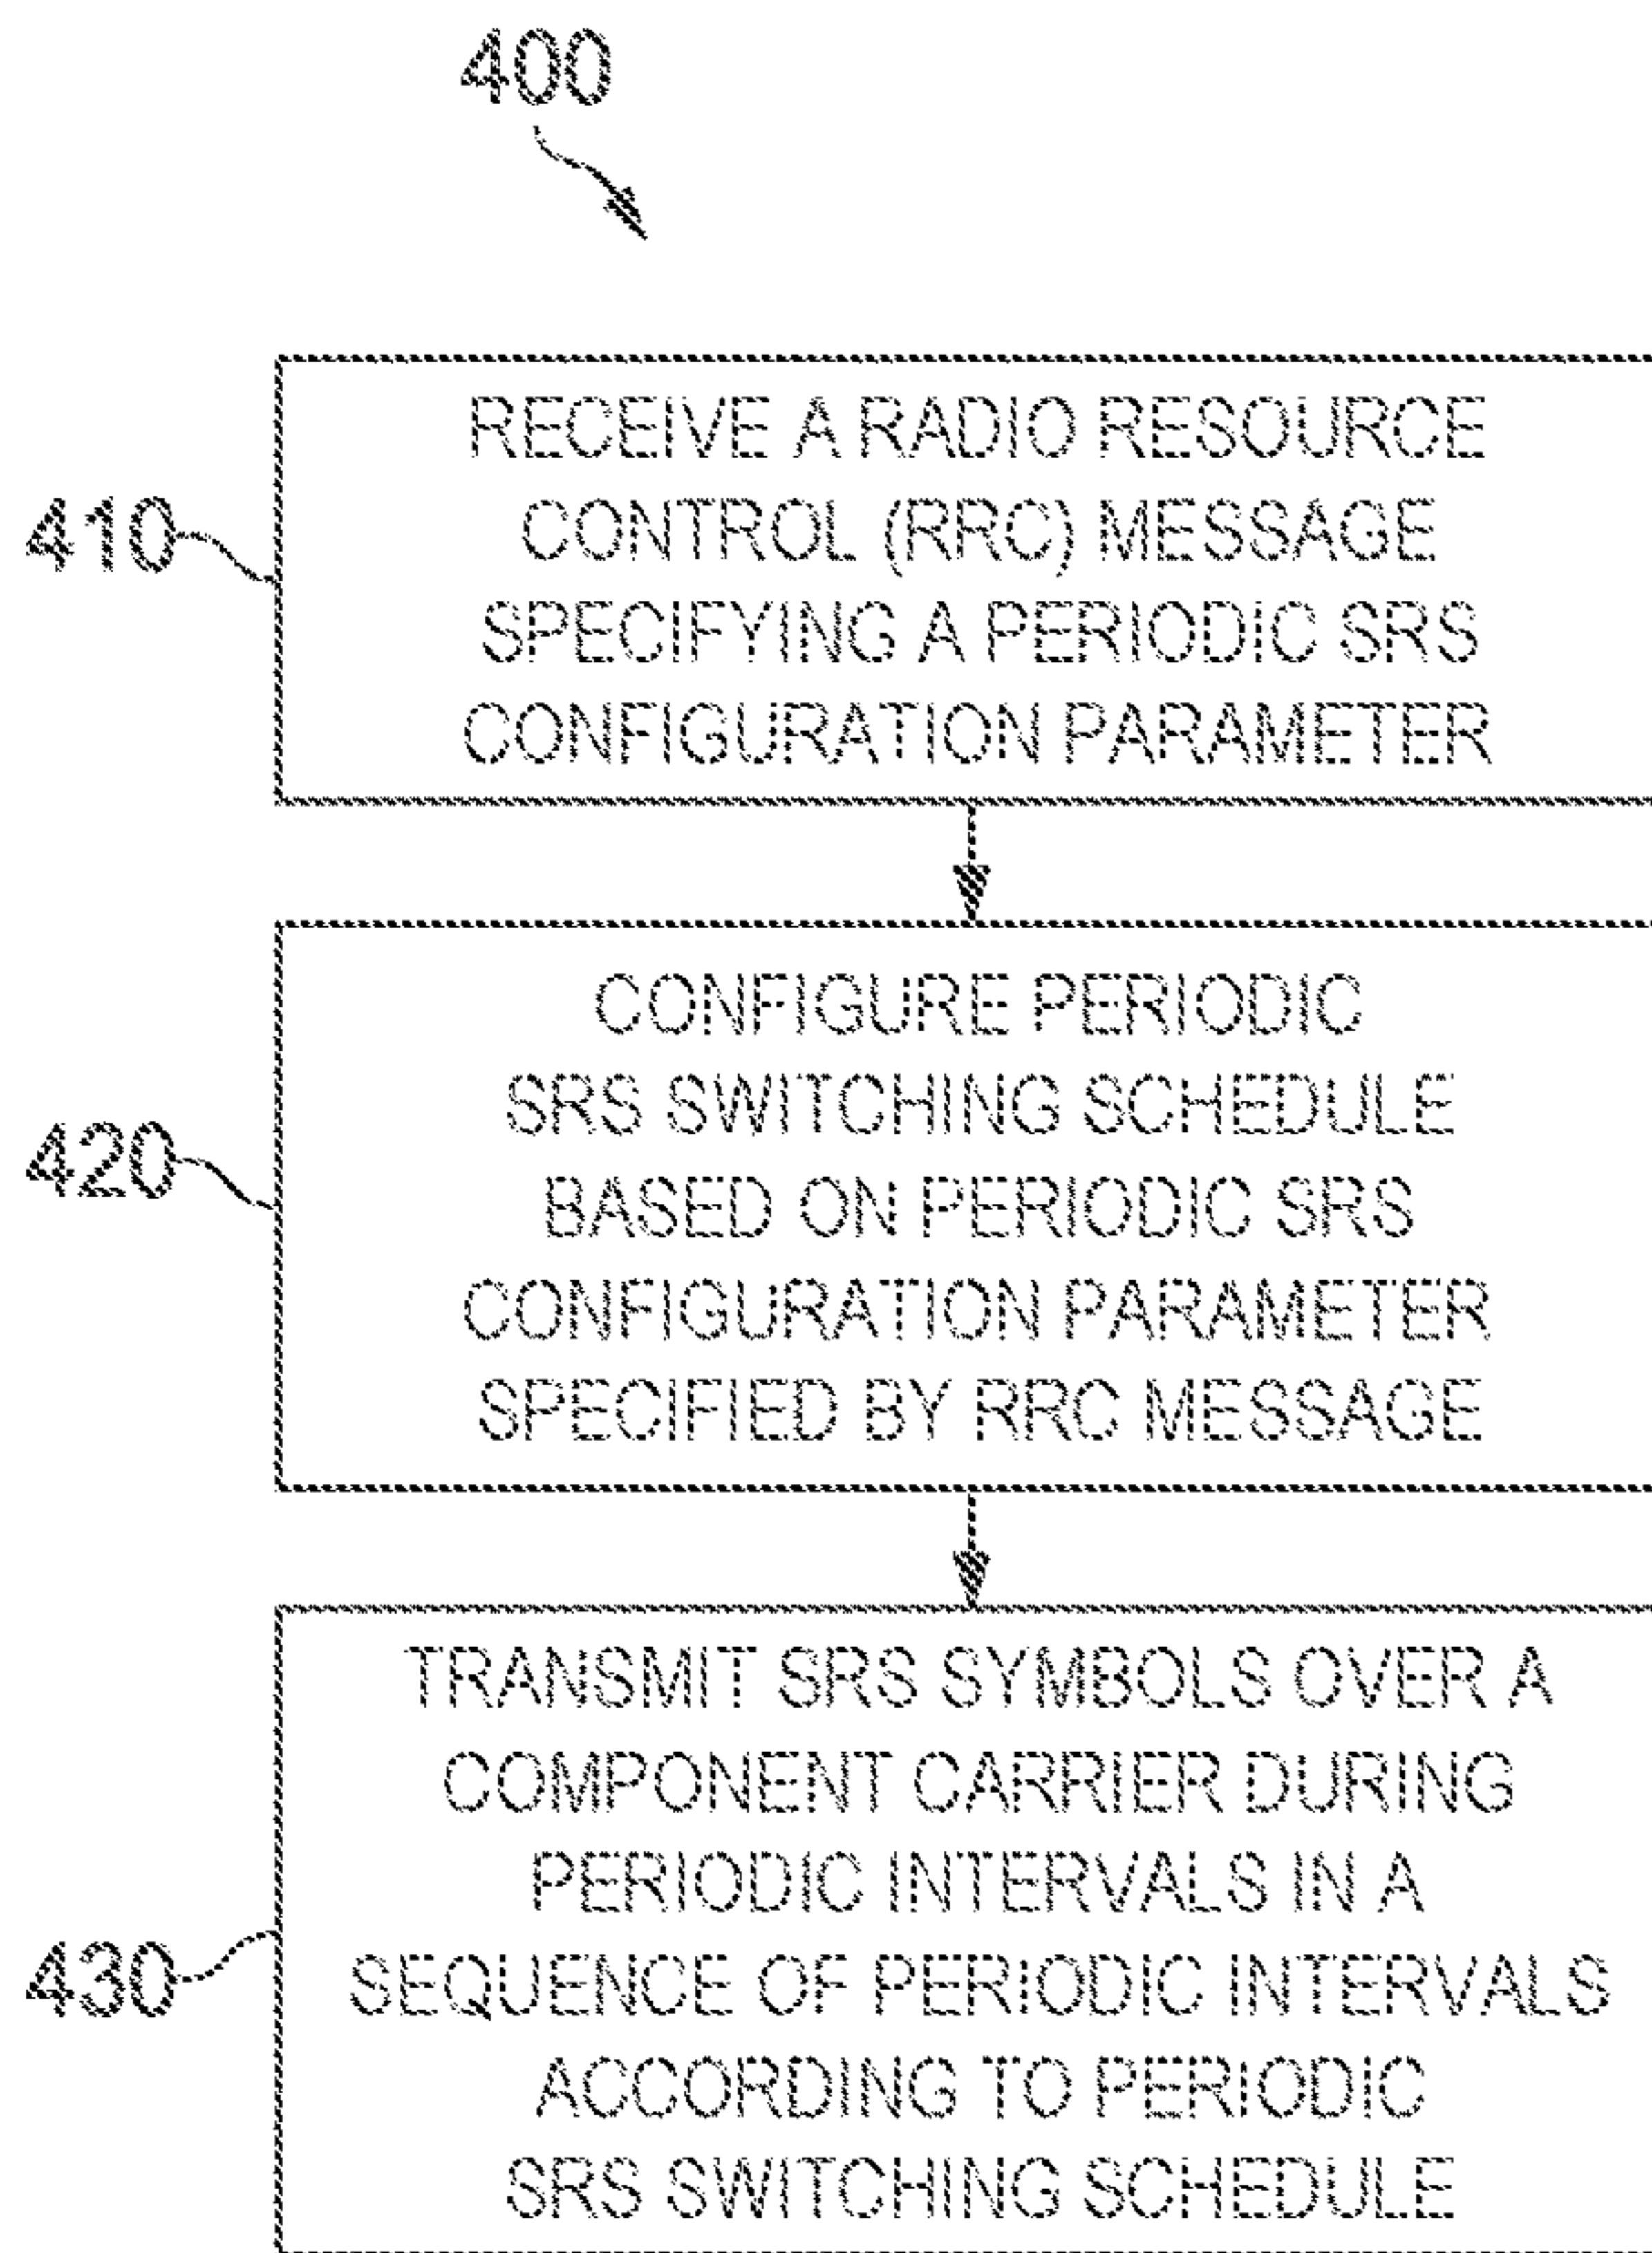 400
410
RECEIVE A RADIO RESOURCE
CONTROL (RRC) MESSAGE
SPECIFYING A PERIODIC SRS
CONFIGURATION PARAMETER
420
CONFIGURE PERIODIC
SRS SWITCHING SCHEDULE
BASED ON PERIODIC SRS
CONFIGURATION PARAMETER
SPECIFIED BY RRC MESSAGE
430
TRANSMIT SRS SYMBOLS OVER A
COMPONENT CARRIER DURING
PERIODIC INTERVALS IN A
SEQUENCE OF PERIODIC INTERVALS
ACCORDING TO PERIODIC
SRS SWITCHING SCHEDULE